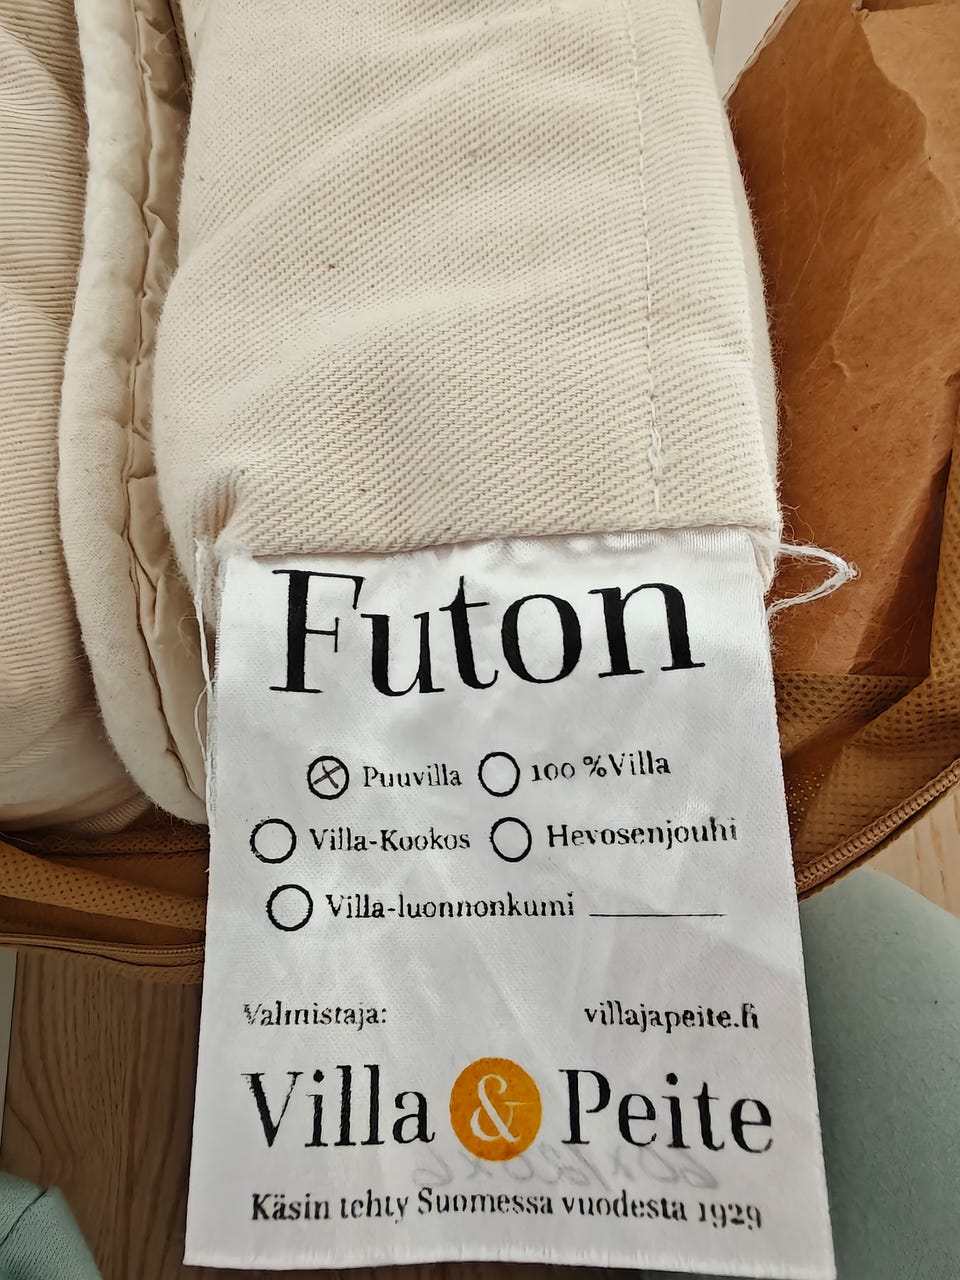 Futon
Puuvilla 100 %Villa
Villa-Kookos Hevosenjouhi
Villa-luonnonkumi
Valmistaja: villajapeite.fi
Villa & Peite
Käsin tehty Suomessa vuodesta 1929